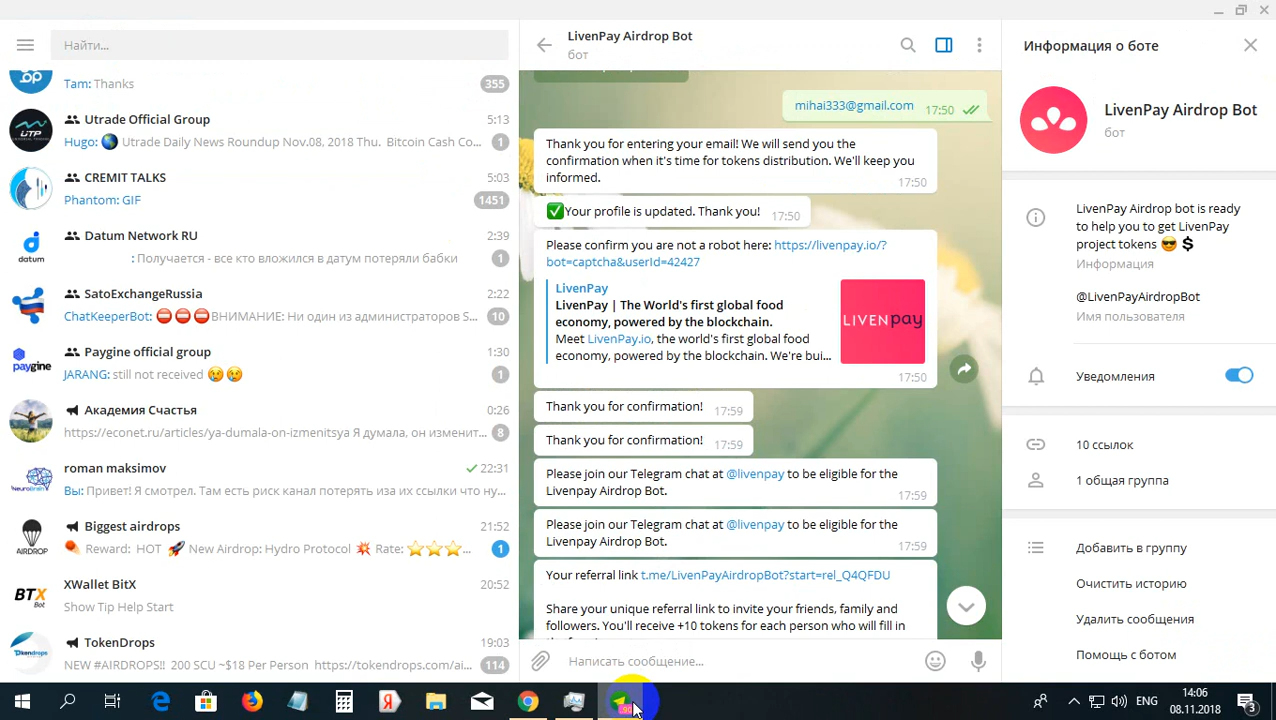 Найти...
Tam: Thanks
355
Utrade Official Group
5:13
Hugo: 🌏 Utrade Daily News Roundup Nov.08, 2018 Thu. Bitcoin Cash Co...
1
UTP
CREMIT TALKS
5:03
Phantom: GIF
1451
Datum Network RU
2:39
: Получается - все кто вложился в датум потеряли бабки
1
datum
SatoExchangeRussia
2:22
ChatKeeperBot: ⛔⛔⛔ВНИМАНИЕ: Ни один из администраторов S...
10
Paygine official group
1:30
JARANG: still not received 😢😢
1
paygine
Академия Счастья
0:26
https://econet.ru/articles/ya-dumala-on-izmenitsya Я думала, он изменит...
8
roman maksimov
22:31
Вы: Привет! Я смотрел. Там есть риск канал потерять иза их ссылки что ну...
Biggest airdrops
21:52
💊 Reward: HOT 🚀 New Airdrop: Hydro Protocol 💥 Rate: ⭐⭐⭐...
1
AIRDROP
XWallet BitX
20:52
Show Tip Help Start
BTX
Bot
TokenDrops
19:03
NEW #AIRDROPS!! 200 SCU ~$18 Per Person https://tokendrops.com/ai...
114
LivenPay Airdrop Bot
бот
mihai333@gmail.com 17:50
Thank you for entering your email! We will send you the
confirmation when it's time for tokens distribution. We'll keep you
informed.
17:50
✅Your profile is updated. Thank you! 17:50
Please confirm you are not a robot here: https://livenpay.io/?
bot=captcha&userId=42427
LivenPay
LivenPay | The World's first global food
economy, powered by the blockchain.
Meet LivenPay.io, the world's first global food
economy, powered by the blockchain. We're bui...
LIVENpay
17:50
Thank you for confirmation! 17:59
Thank you for confirmation! 17:59
Please join our Telegram chat at @livenpay to be eligible for the
Livenpay Airdrop Bot.
17:59
Please join our Telegram chat at @livenpay to be eligible for the
Livenpay Airdrop Bot.
17:59
Your referral link t.me/LivenPayAirdropBot?start=rel_Q4QFDU
Share your unique referral link to invite your friends, family and
followers. You'll receive +10 tokens for each person who will fill in
Написать сообщение...
Информация о боте
LivenPay Airdrop Bot
бот
LivenPay Airdrop bot is ready
to help you to get LivenPay
project tokens 😎 💲
Информация
@LivenPayAirdropBot
Имя пользователя
Уведомления
10 ссылок
1 общая группа
Добавить в группу
Очистить историю
Удалить сообщения
Помощь с ботом
ENG
14:06
08.11.2018
3